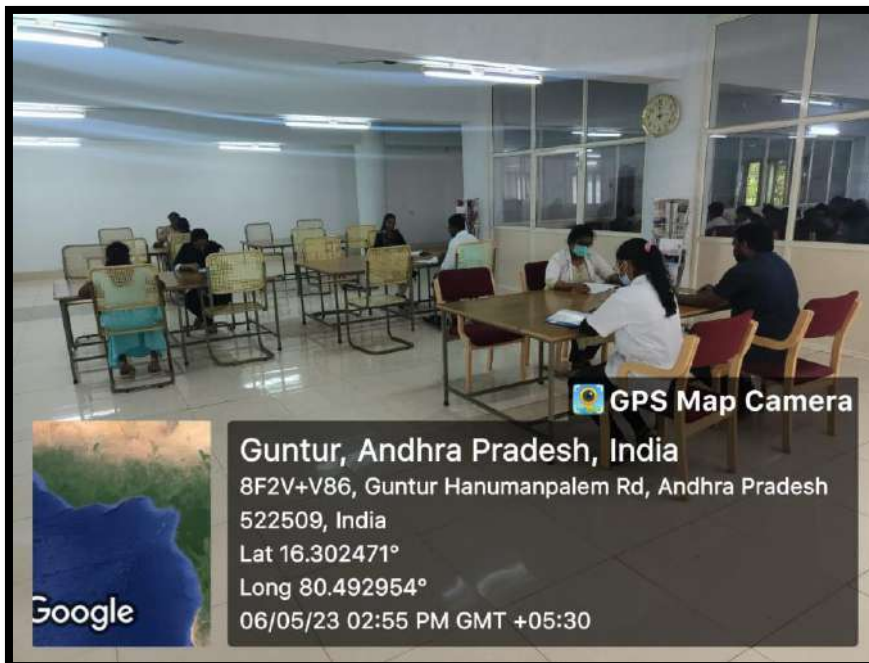 GPS Map Camera
Guntur, Andhra Pradesh, India
8F2V+V86, Guntur Hanumanpalem Rd, Andhra Pradesh
522509, India
Lat 16.302471°
Long 80.492954°
06/05/23 02:55 PM GMT +05:30
Google